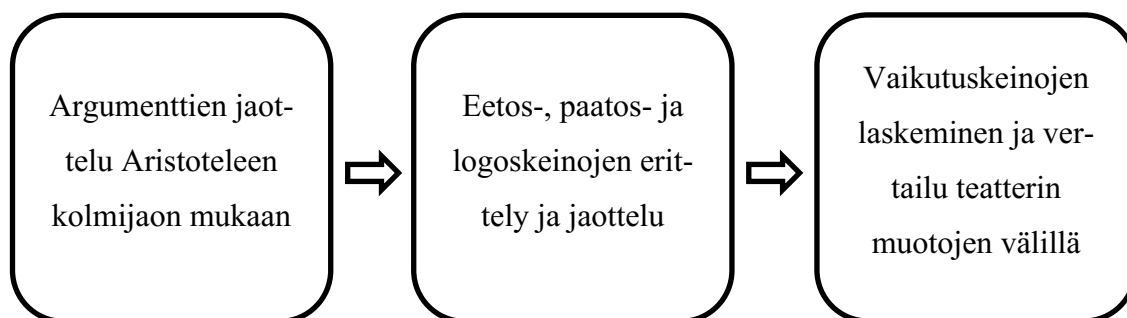 Argumenttien jaot-
telu Aristoteleen
kolmijaon mukaan
Eetos-, paatos- ja
logoskeinojen erit-
tely ja jaottelu
Vaikutuskeinojen
laskeminen ja ver-
tailu teatterin
muotojen välillä